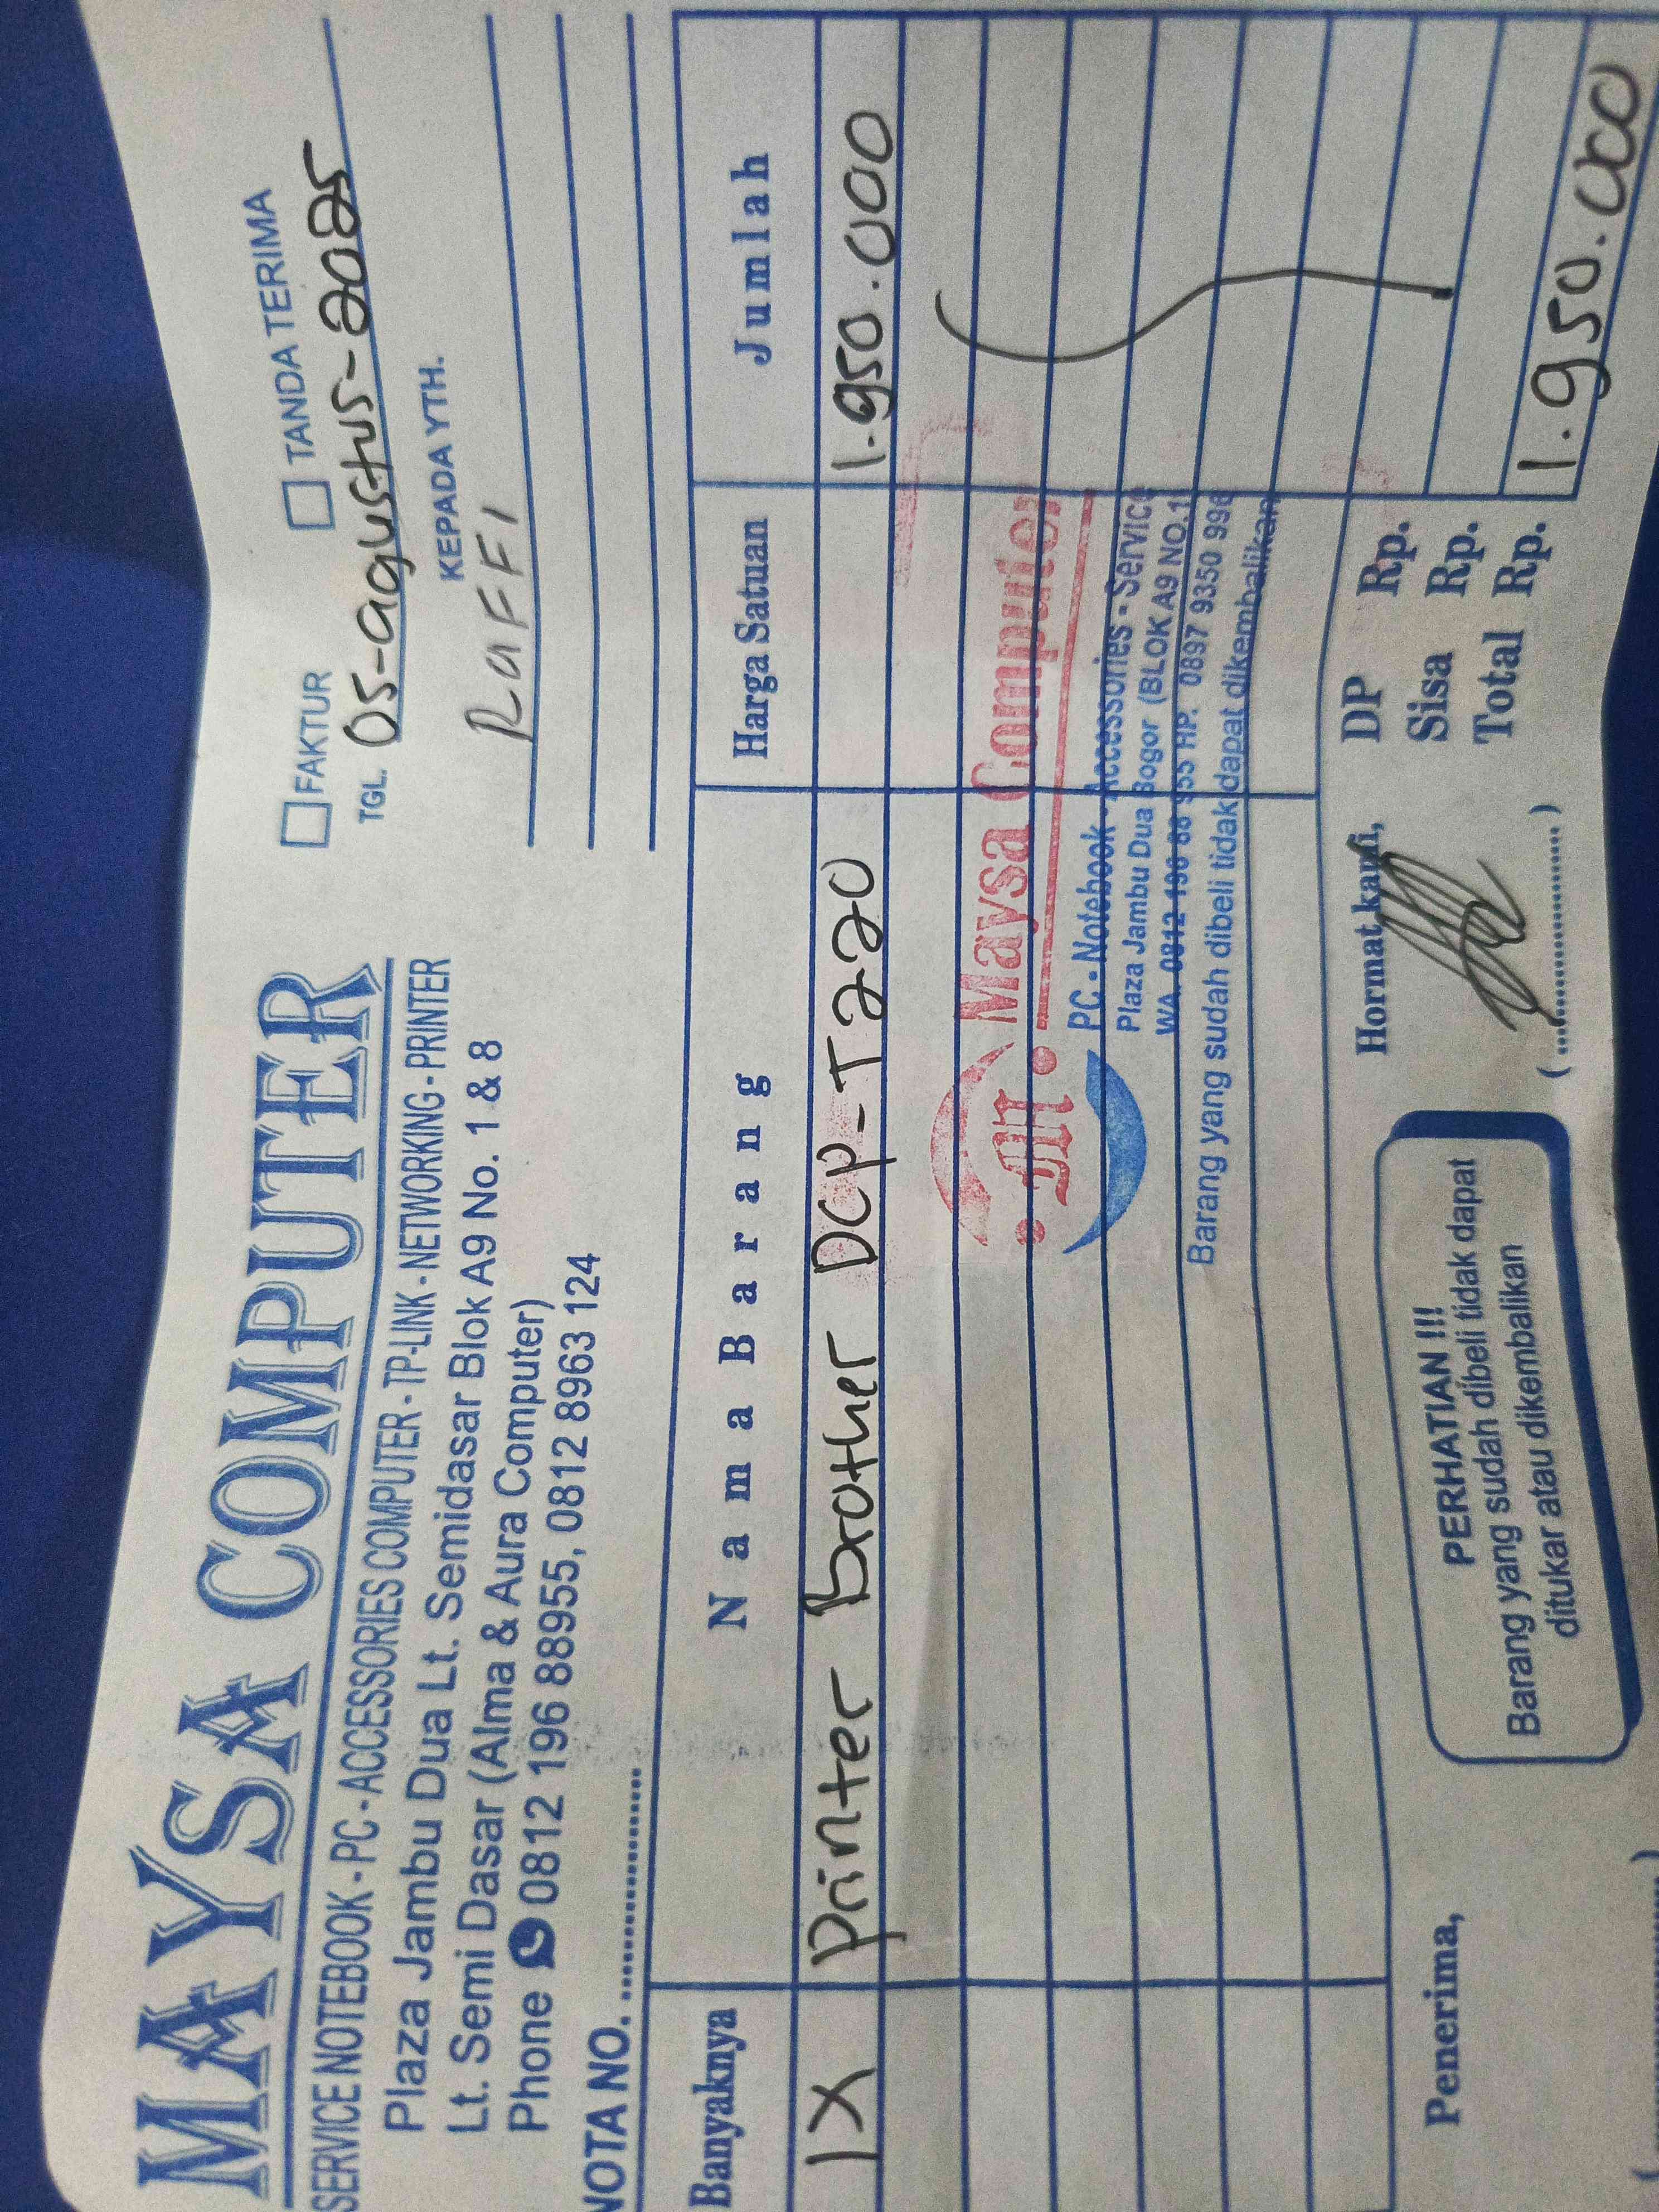 MAYSA COMPUTER
SERVICE NOTEBOOK - PC - ACCESSORIES COMPUTER - TP-LINK - NETWORKING - PRINTER
Plaza Jambu Dua Lt. Semidasar Blok A9 No. 1 & 8
Lt. Semi Dasar (Alma & Aura Computer)
Phone 0812 196 88955, 0812 8963 124
NOTA NO. ....................
FAKTUR TANDA TERIMA
TGL. 05-agustus-2025
KEPADA YTH.
RaFFI
Banyaknya Nama Barang Harga Satuan Jumlah
1X printer brother DCP-T220 1.950.000
Maysa Computer
PC - Notebook - Accessories - Service
Plaza Jambu Dua Bogor (BLOK A9 NO.1
WA. 0812 196 88 955 HP. 0897 9350 998
Barang yang sudah dibeli tidak dapat dikembalikan
Penerima,
PERHATIAN !!!
Barang yang sudah dibeli tidak dapat
ditukar atau dikembalikan
Hormat kami,
DP Rp.
Sisa Rp.
Total Rp. 1.950.000